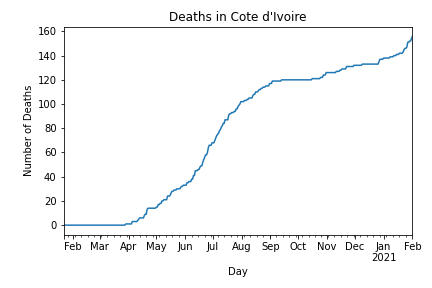 Deaths in Cote d'Ivoire
160
140
120
100
80
60
40
20
0
Number of Deaths
Feb Mar Apr May Jun Jul Aug Sep Oct Nov Dec Jan Feb
2021
Day